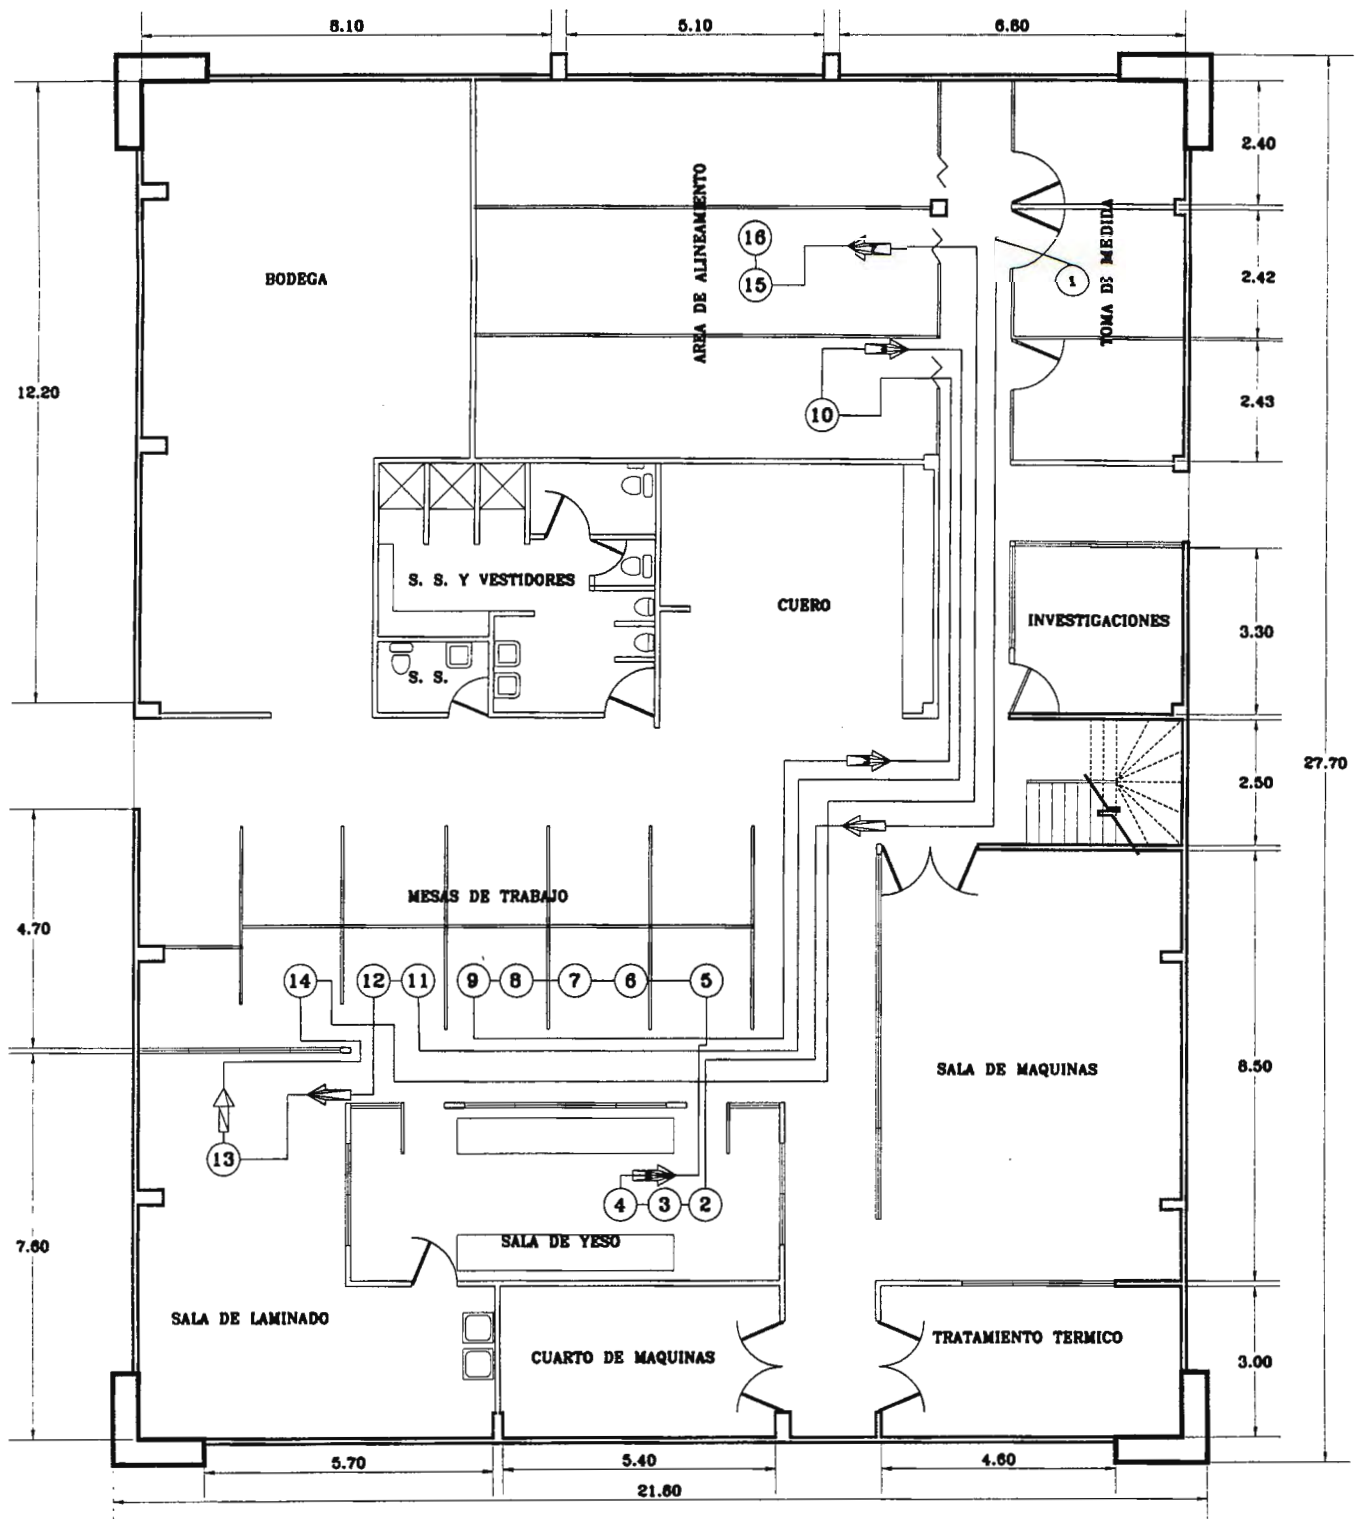 8.10 5.10 6.60
2.40
AREA DE ALINEAMIENTO
TOMA DE MEDIDA
16
BODEGA
15
1
2.42
12.20
10
2.43
S. S. Y VESTIDORES
CUERO
INVESTIGACIONES
3.30
S. S.
27.70
2.50
MESAS DE TRABAJO
4.70
14 12 11 9 8 7 6 5
SALA DE MAQUINAS
8.50
13
4 3 2
7.60
SALA DE YESO
SALA DE LAMINADO
CUARTO DE MAQUINAS
TRATAMIENTO TERMICO
3.00
5.70 5.40 4.60
21.60